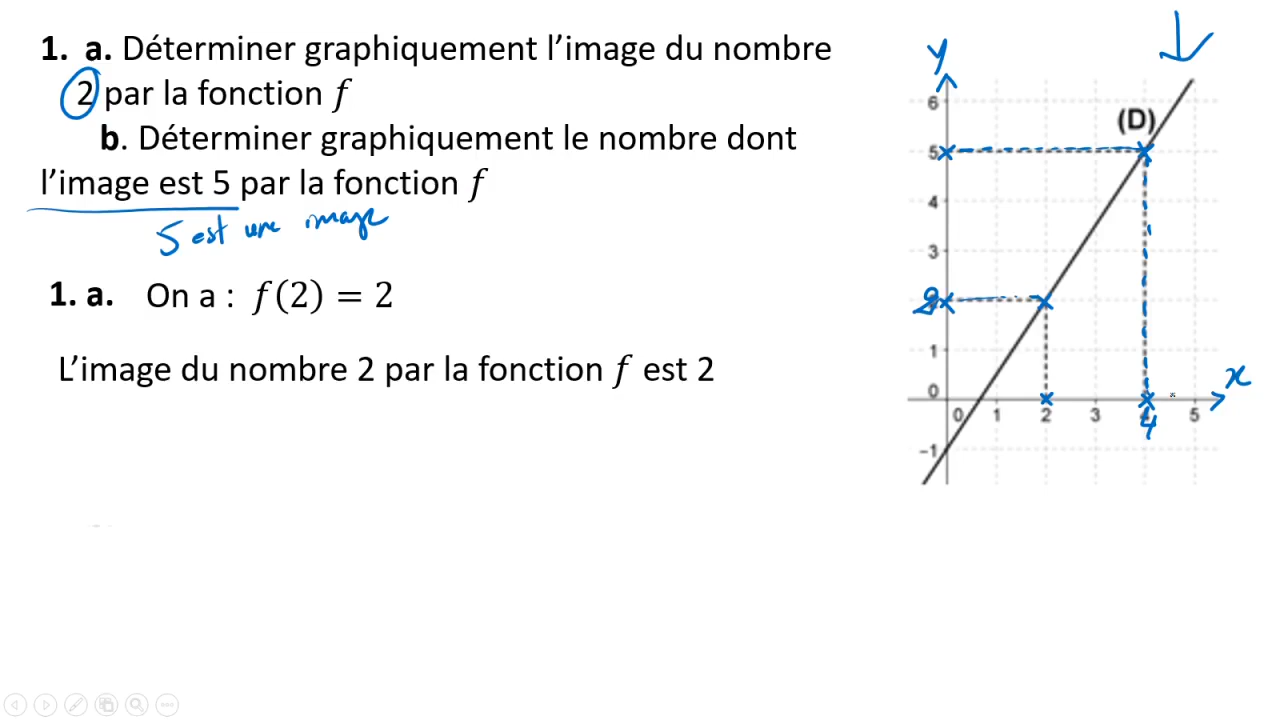 1. a. Déterminer graphiquement l'image du nombre
2 par la fonction f
b. Déterminer graphiquement le nombre dont
l'image est 5 par la fonction f
5 est une image
1. a. On a : f(2) = 2
L'image du nombre 2 par la fonction f est 2
y
6
(D)
5
4
3
2
1
0
x
0 1 2 3 4 5
4
-1